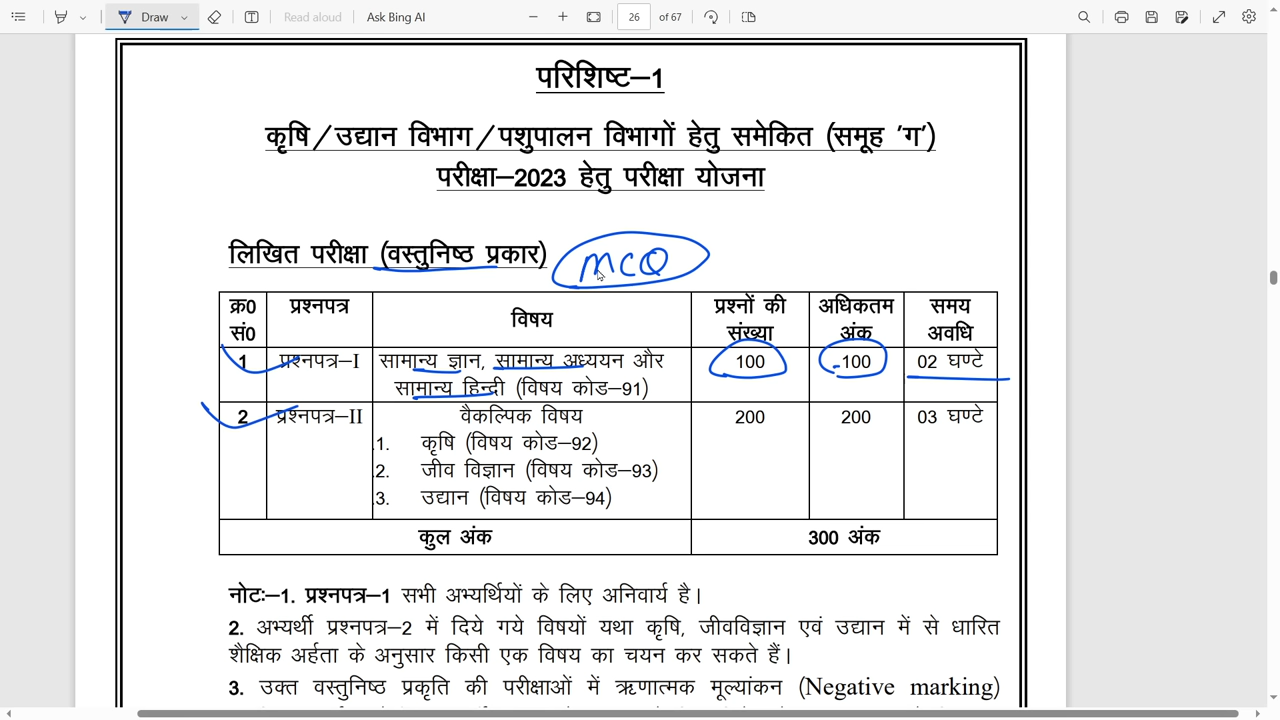 Draw
Read aloud
Ask Bing AI
26 of 67
परिशिष्ट–1
कृषि/उद्यान विभाग/पशुपालन विभागों हेतु समेकित (समूह 'ग')
परीक्षा–2023 हेतु परीक्षा योजना
लिखित परीक्षा (वस्तुनिष्ठ प्रकार) MCQ
क्र0 सं0 प्रश्नपत्र विषय प्रश्नों की संख्या अधिकतम अंक समय अवधि
1 प्रश्नपत्र–I सामान्य ज्ञान, सामान्य अध्ययन और 100 100 02 घण्टे
सामान्य हिन्दी (विषय कोड–91)
2 प्रश्नपत्र–II वैकल्पिक विषय 200 200 03 घण्टे
1. कृषि (विषय कोड–92)
2. जीव विज्ञान (विषय कोड–93)
3. उद्यान (विषय कोड–94)
कुल अंक 300 अंक
नोटः–1. प्रश्नपत्र–1 सभी अभ्यर्थियों के लिए अनिवार्य है।
2. अभ्यर्थी प्रश्नपत्र–2 में दिये गये विषयों यथा कृषि, जीवविज्ञान एवं उद्यान में से धारित
शैक्षिक अर्हता के अनुसार किसी एक विषय का चयन कर सकते हैं।
3. उक्त वस्तुनिष्ठ प्रकृति की परीक्षाओं में ऋणात्मक मूल्यांकन (Negative marking)